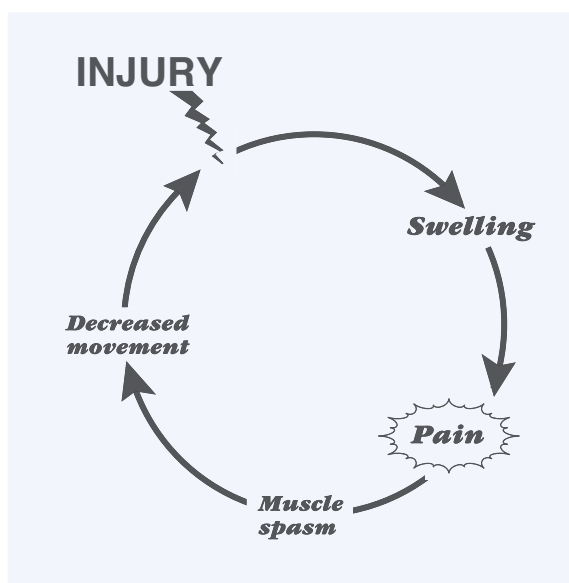 INJURY
Swelling
Pain
Muscle
spasm
Decreased
movement